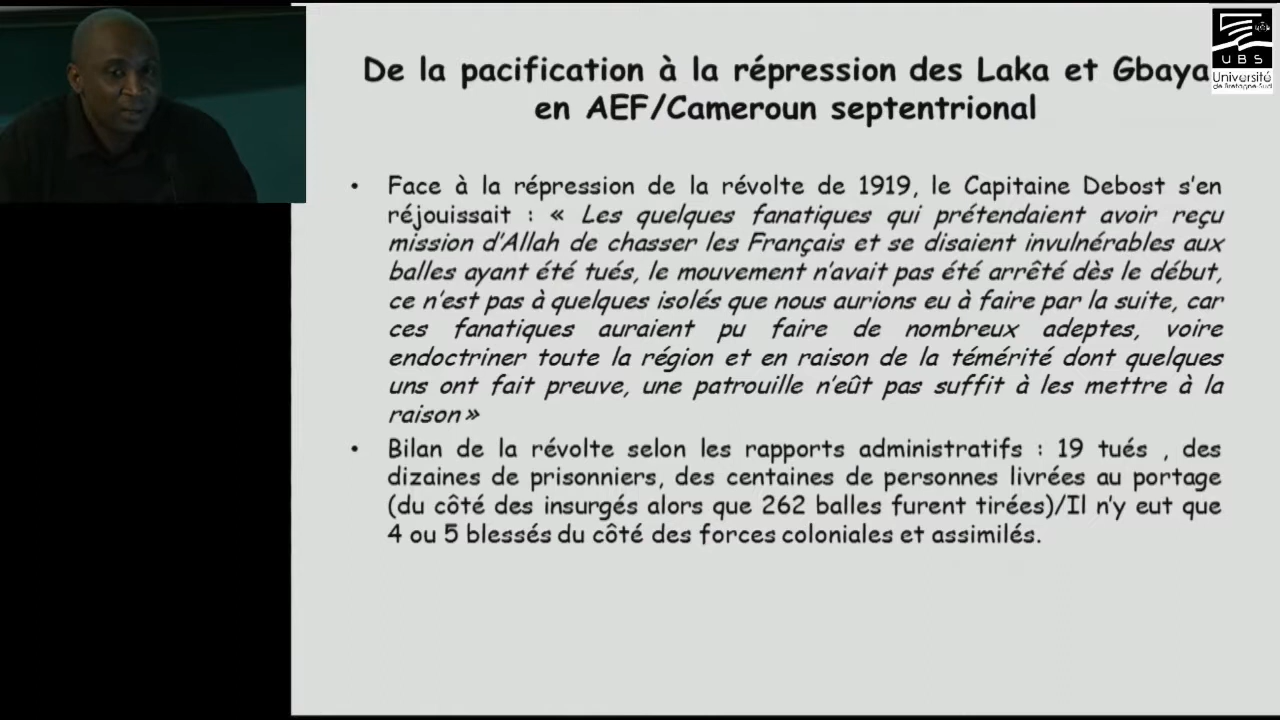 De la pacification à la répression des Laka et Gbaya
en AEF/Cameroun septentrional
UBS
Université
de Bretagne-Sud
• Face à la répression de la révolte de 1919, le Capitaine Debost s'en
réjouissait : « Les quelques fanatiques qui prétendaient avoir reçu
mission d'Allah de chasser les Français et se disaient invulnérables aux
balles ayant été tués, le mouvement n'avait pas été arrêté dès le début,
ce n'est pas à quelques isolés que nous aurions eu à faire par la suite, car
ces fanatiques auraient pu faire de nombreux adeptes, voire
endoctriner toute la région et en raison de la témérité dont quelques
uns ont fait preuve, une patrouille n'eût pas suffit à les mettre à la
raison»
• Bilan de la révolte selon les rapports administratifs : 19 tués , des
dizaines de prisonniers, des centaines de personnes livrées au portage
(du côté des insurgés alors que 262 balles furent tirées)/Il n'y eut que
4 ou 5 blessés du côté des forces coloniales et assimilés.